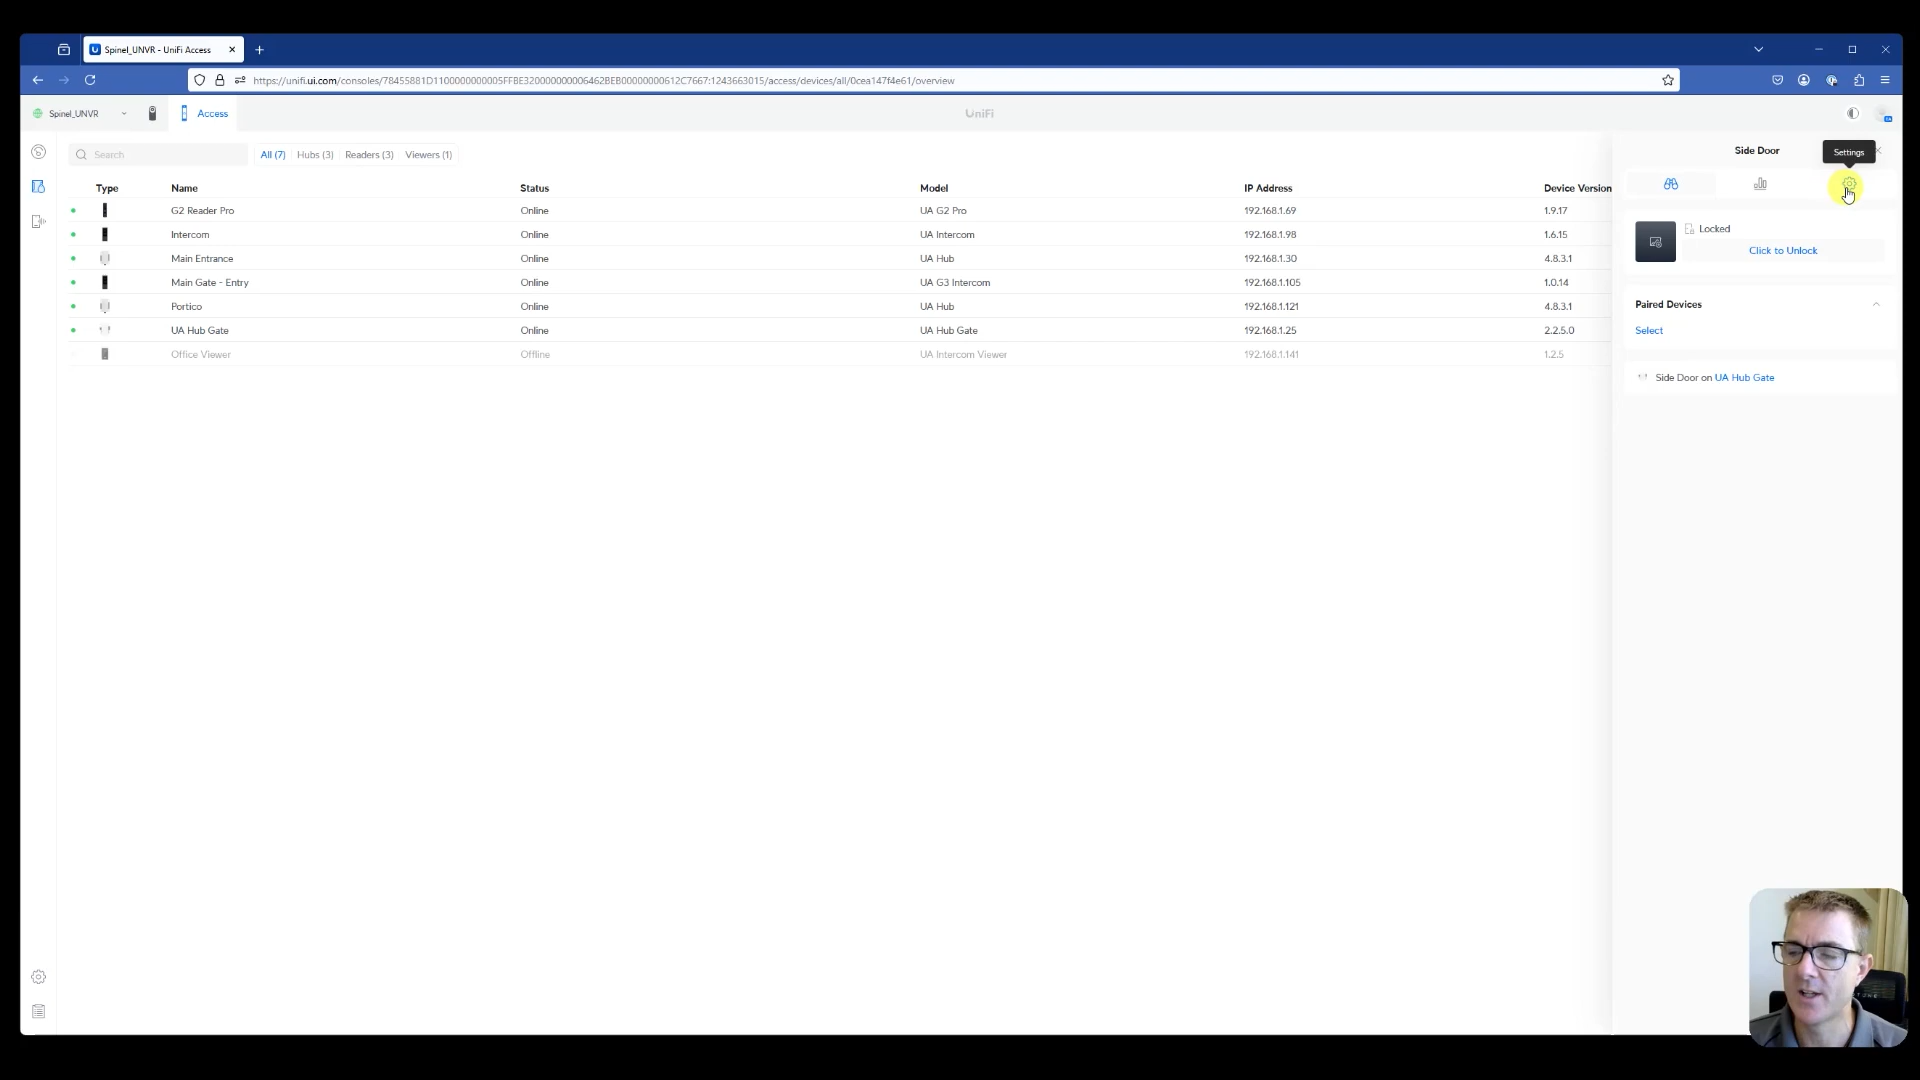 Spinel_UNVR - UniFi Access
https://unifi.ui.com/consoles/78455881D1100000000005FFBE320000000006462BEB00000000612C7667:1243663015/access/devices/all/0cea147f4e61/overview
Spinel_UNVR
Access
UniFi
Search
All (7) Hubs (3) Readers (3) Viewers (1)
Side Door
Settings
Type Name Status Model IP Address Device Version
G2 Reader Pro Online UA G2 Pro 192.168.1.69 1.9.17
Intercom Online UA Intercom 192.168.1.98 1.6.15
Main Entrance Online UA Hub 192.168.1.30 4.8.3.1
Main Gate - Entry Online UA G3 Intercom 192.168.1.105 1.0.14
Portico Online UA Hub 192.168.1.121 4.8.3.1
UA Hub Gate Online UA Hub Gate 192.168.1.25 2.2.5.0
Office Viewer Offline UA Intercom Viewer 192.168.1.141 1.2.5
Locked
Click to Unlock
Paired Devices
Select
Side Door on UA Hub Gate